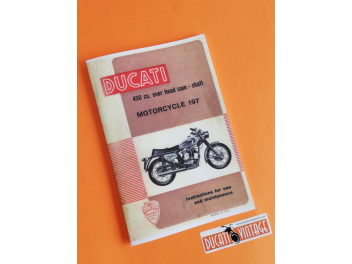 DUCATI
450 cc. over head cam - shaft
MOTORCYCLE 197
instructions for use
and maintenance
DUCATI VINTAGE